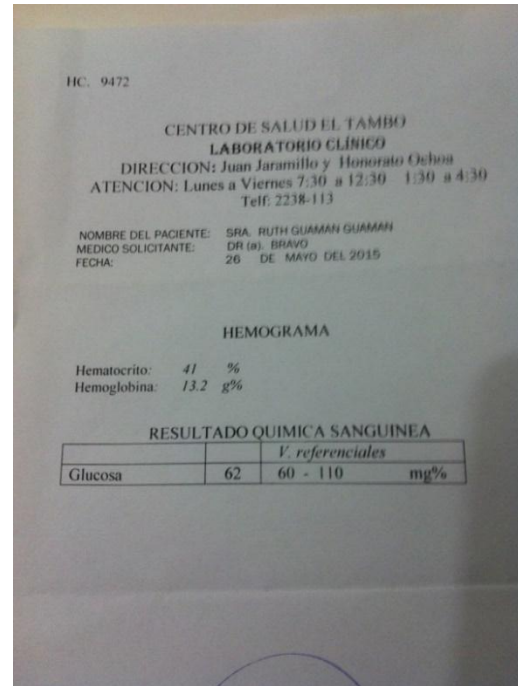 HC. 9472
CENTRO DE SALUD EL TAMBO
LABORATORIO CLÍNICO
DIRECCION: Juan Jaramillo y Honorato Ochoa
ATENCION: Lunes a Viernes 7:30 a 12:30 1:30 a 4:30
Telf: 2238-113
NOMBRE DEL PACIENTE: SRA. RUTH GUAMAN GUAMAN
MEDICO SOLICITANTE: DR (a). BRAVO
FECHA: 26 DE MAYO DEL 2015
HEMOGRAMA
Hematocrito: 41 %
Hemoglobina: 13.2 g%
RESULTADO QUIMICA SANGUINEA
V. referenciales
Glucosa 62 60 - 110 mg%